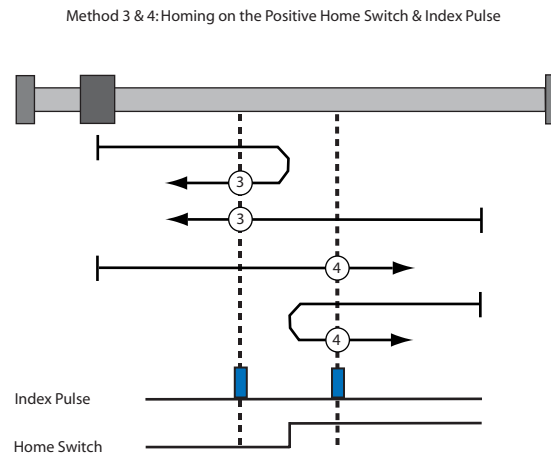 Method 3 & 4: Homing on the Positive Home Switch & Index Pulse
3
3
4
4
Index Pulse
Home Switch